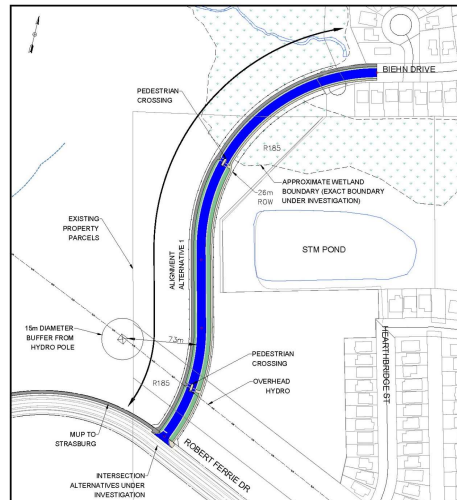 BIEHN DRIVE
PEDESTRIAN
CROSSING
R185
26m
ROW
APPROXIMATE WETLAND
BOUNDARY (EXACT BOUNDARY
UNDER INVESTIGATION)
EXISTING
PROPERTY
PARCELS
ALIGNMENT
ALTERNATIVE 1
STM POND
15m DIAMETER
BUFFER FROM
HYDRO POLE
73m
HEARTHBRIDGE ST
PEDESTRIAN
CROSSING
R185
OVERHEAD
HYDRO
MUP TO
STRASBURG
ROBERT FERRIE DR
INTERSECTION
ALTERNATIVES UNDER
INVESTIGATION